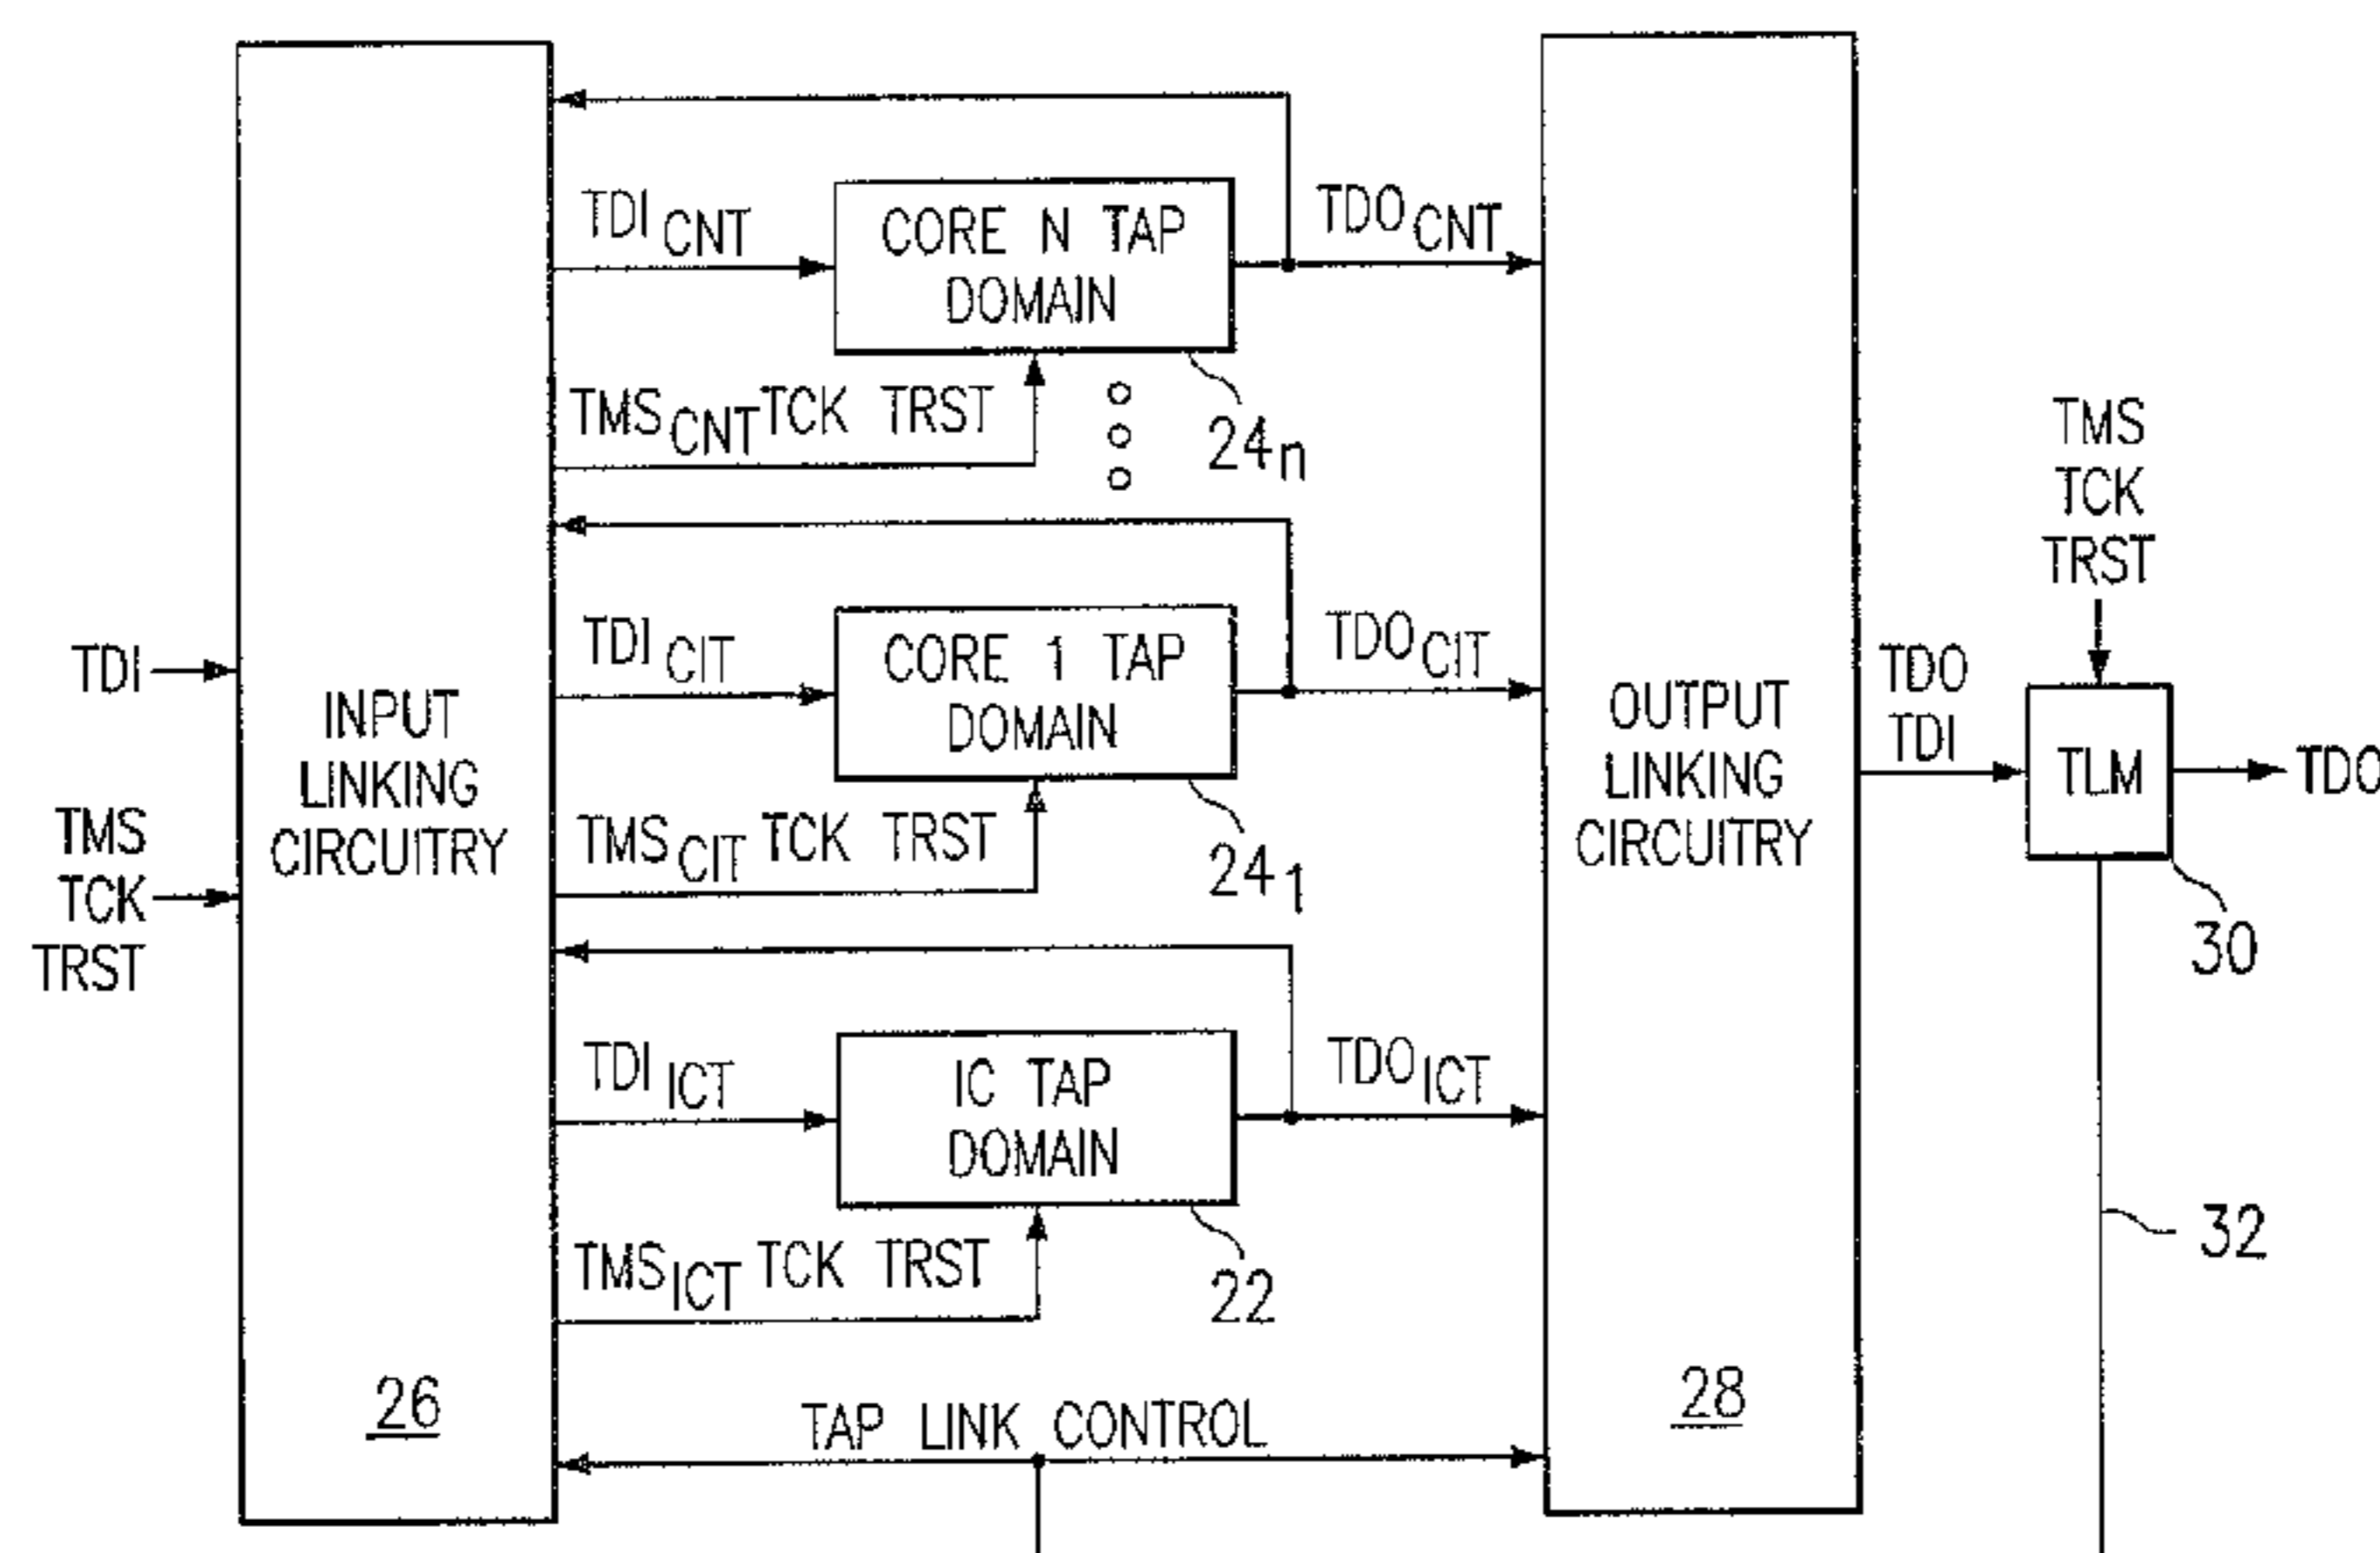 TDI CNT
CORE N TAP
DOMAIN
TDO CNT
TMS CNT TCK TRST
24n
TMS
TCK
TRST
TDI
TDI CIT
CORE 1 TAP
DOMAIN
TDO CIT
TMS CIT TCK TRST
24 1
INPUT
LINKING
CIRCUITRY
TMS
TCK
TRST
OUTPUT
LINKING
CIRCUITRY
TDO
TDI
TLM
TDO
30
TDI ICT
IC TAP
DOMAIN
TDO ICT
TMS ICT TCK TRST
22
32
26
TAP LINK CONTROL
28